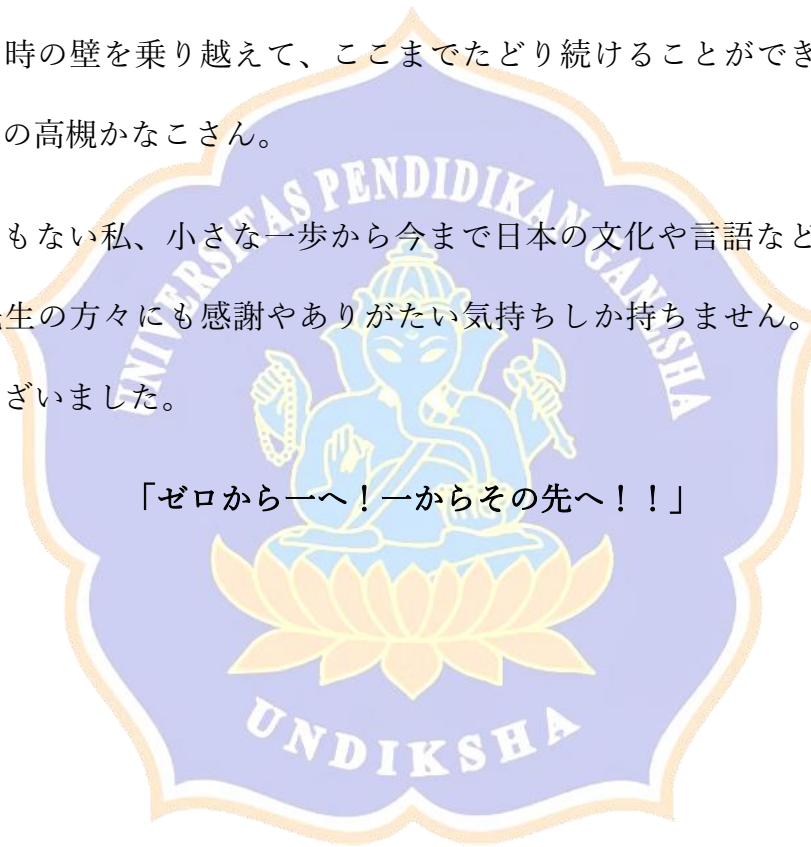 時の壁を乗り越えて、ここまでたどり続けることができ
の高槻かなこさん。
UNIVERSITAS PENDIDIKAN GANESHA
もない私、小さな一歩から今まで日本の文化や言語など
生の方々にも感謝やありがたい気持ちしか持ちません。
ざいました。
「ゼロから一へ！一からその先へ！！」
UNDIKSHA